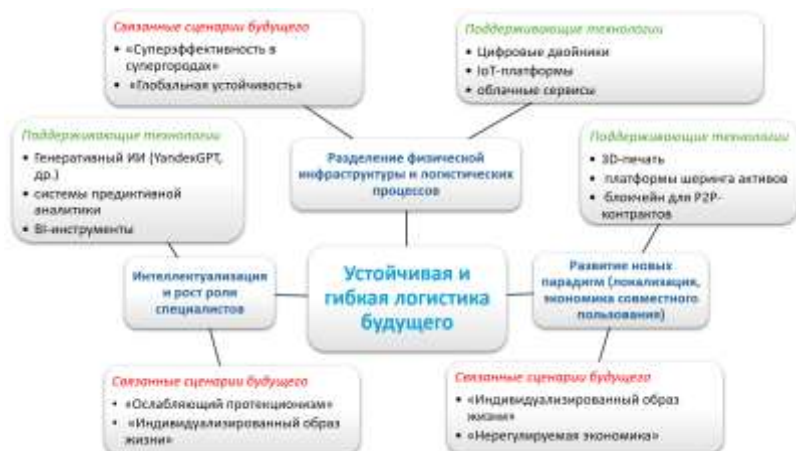 Связанные сценарии будущего
• «Суперэффективность в
супергородах»
• «Глобальная устойчивость»
Поддерживающие технологии
• Цифровые двойники
• IoT-платформы
• облачные сервисы
Поддерживающие технологии
• Генеративный ИИ (YandexGPT,
др.)
• системы предиктивной
аналитики
• BI-инструменты
Разделение физической
инфраструктуры и логистических
процессов
Поддерживающие технологии
• 3D-печать
• платформы шеринга активов
• блокчейн для P2P-
контрактов
Интеллектуализация
и рост роли
специалистов
Устойчивая и
гибкая логистика
будущего
Развитие новых
парадигм (локализация,
экономика совместного
пользования)
Связанные сценарии будущего
• «Ослабляющий протекционизм»
• «Индивидуализированный образ
жизни»
Связанные сценарии будущего
• «Индивидуализированный образ
жизни»
• «Нерегулируемая экономика»